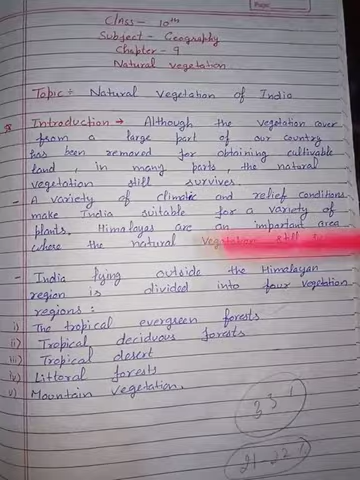 Page:
Class - 10th
Subject - Geography
Chapter - 9
Natural vegetation
Topic :- Natural Vegetation of India
Introduction → Although the vegetation cover
from a large part of our country
has been removed for obtaining cultivable
land, in many parts, the natural
vegetation still survives.
- A variety of climatic and relief conditions
make India suitable for a variety of
plants. Himalayas are an important area
where the natural vegetation still
- India lying outside the Himalayan
region is divided into four vegetation
regions:
i) The tropical evergreen forests
ii) Tropical deciduous forests
iii) Tropical desert
iv) Littoral forests
v) Mountain vegetation.